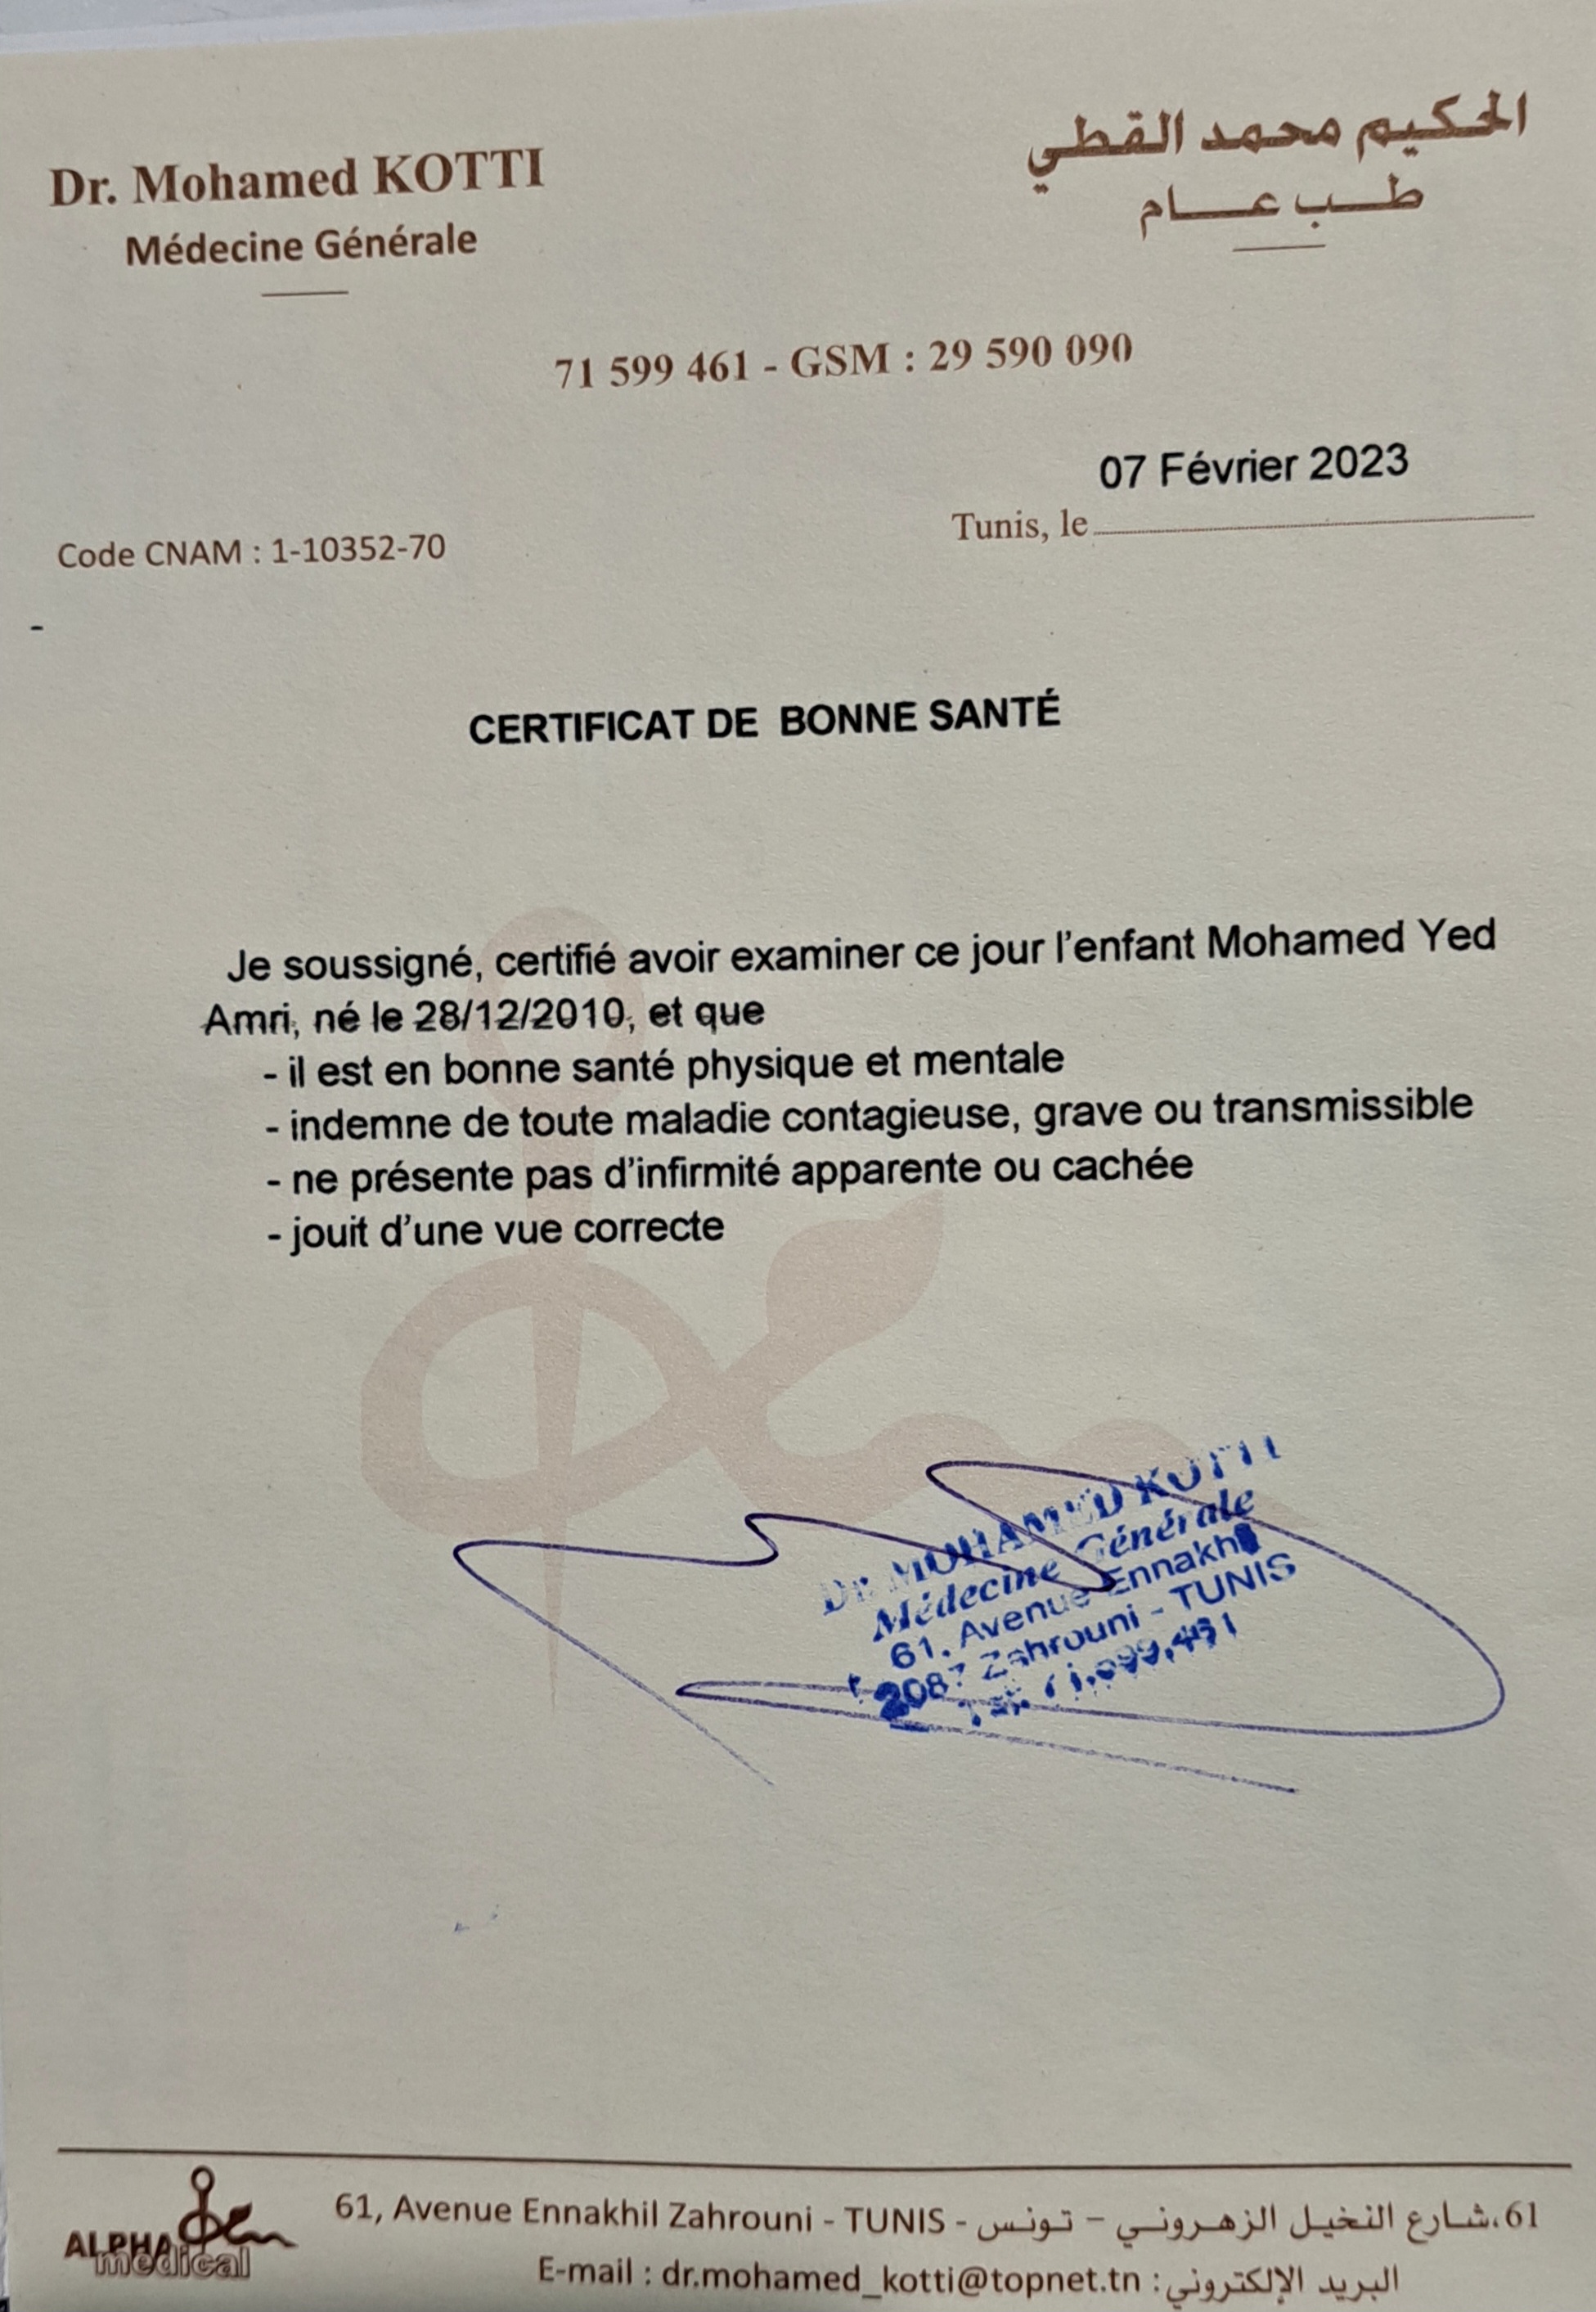 Dr. Mohamed KOTTI
Médecine Générale
الحكيم محمد القطي
طب عام
71 599 461 - GSM : 29 590 090
07 Février 2023
Tunis, le
Code CNAM : 1-10352-70
-
CERTIFICAT DE BONNE SANTÉ
Je soussigné, certifié avoir examiner ce jour l'enfant Mohamed Yed
Amri, né le 28/12/2010, et que
- il est en bonne santé physique et mentale
- indemne de toute maladie contagieuse, grave ou transmissible
- ne présente pas d'infirmité apparente ou cachée
- jouit d'une vue correcte
Dr MOHAMED KOTTI
Médecine Générale
61. Avenue Ennakhil
2087 Zahrouni - TUNIS
ALPHA
medical
61, Avenue Ennakhil Zahrouni - TUNIS - 61،شارع النخيل الزهروني – تونس
E-mail : dr.mohamed_kotti@topnet.tn : البريد الإلكتروني